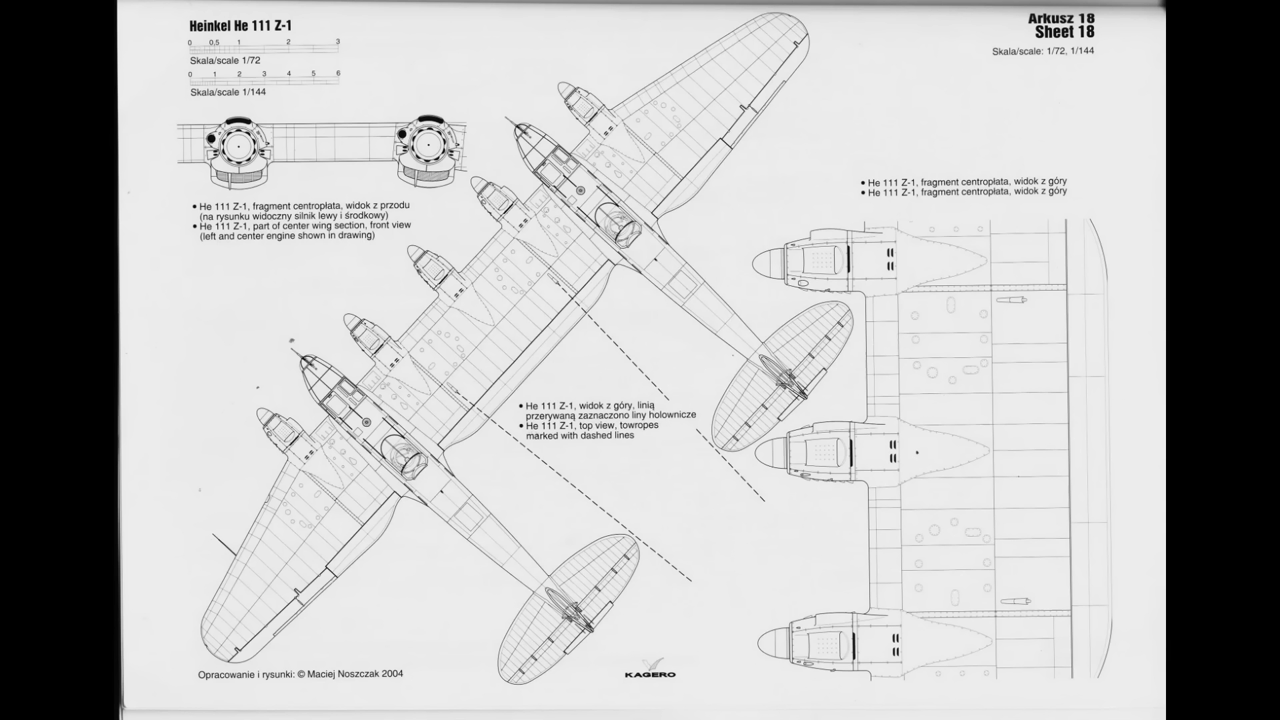 Heinkel He 111 Z-1
0 0,5 1 2 3
Skala/scale 1/72
0 1 2 3 4 5 6
Skala/scale 1/144
Arkusz 18
Sheet 18
Skala/scale: 1/72, 1/144
• He 111 Z-1, fragment centropłata, widok z przodu
(na rysunku widoczny silnik lewy i środkowy)
• He 111 Z-1, part of center wing section, front view
(left and center engine shown in drawing)
• He 111 Z-1, fragment centropłata, widok z góry
• He 111 Z-1, fragment centropłata, widok z góry
• He 111 Z-1, widok z góry, linią
przerywaną zaznaczono liny holownicze
• He 111 Z-1, top view, towropes
marked with dashed lines
Opracowanie i rysunki: © Maciej Noszczak 2004
KAGERO